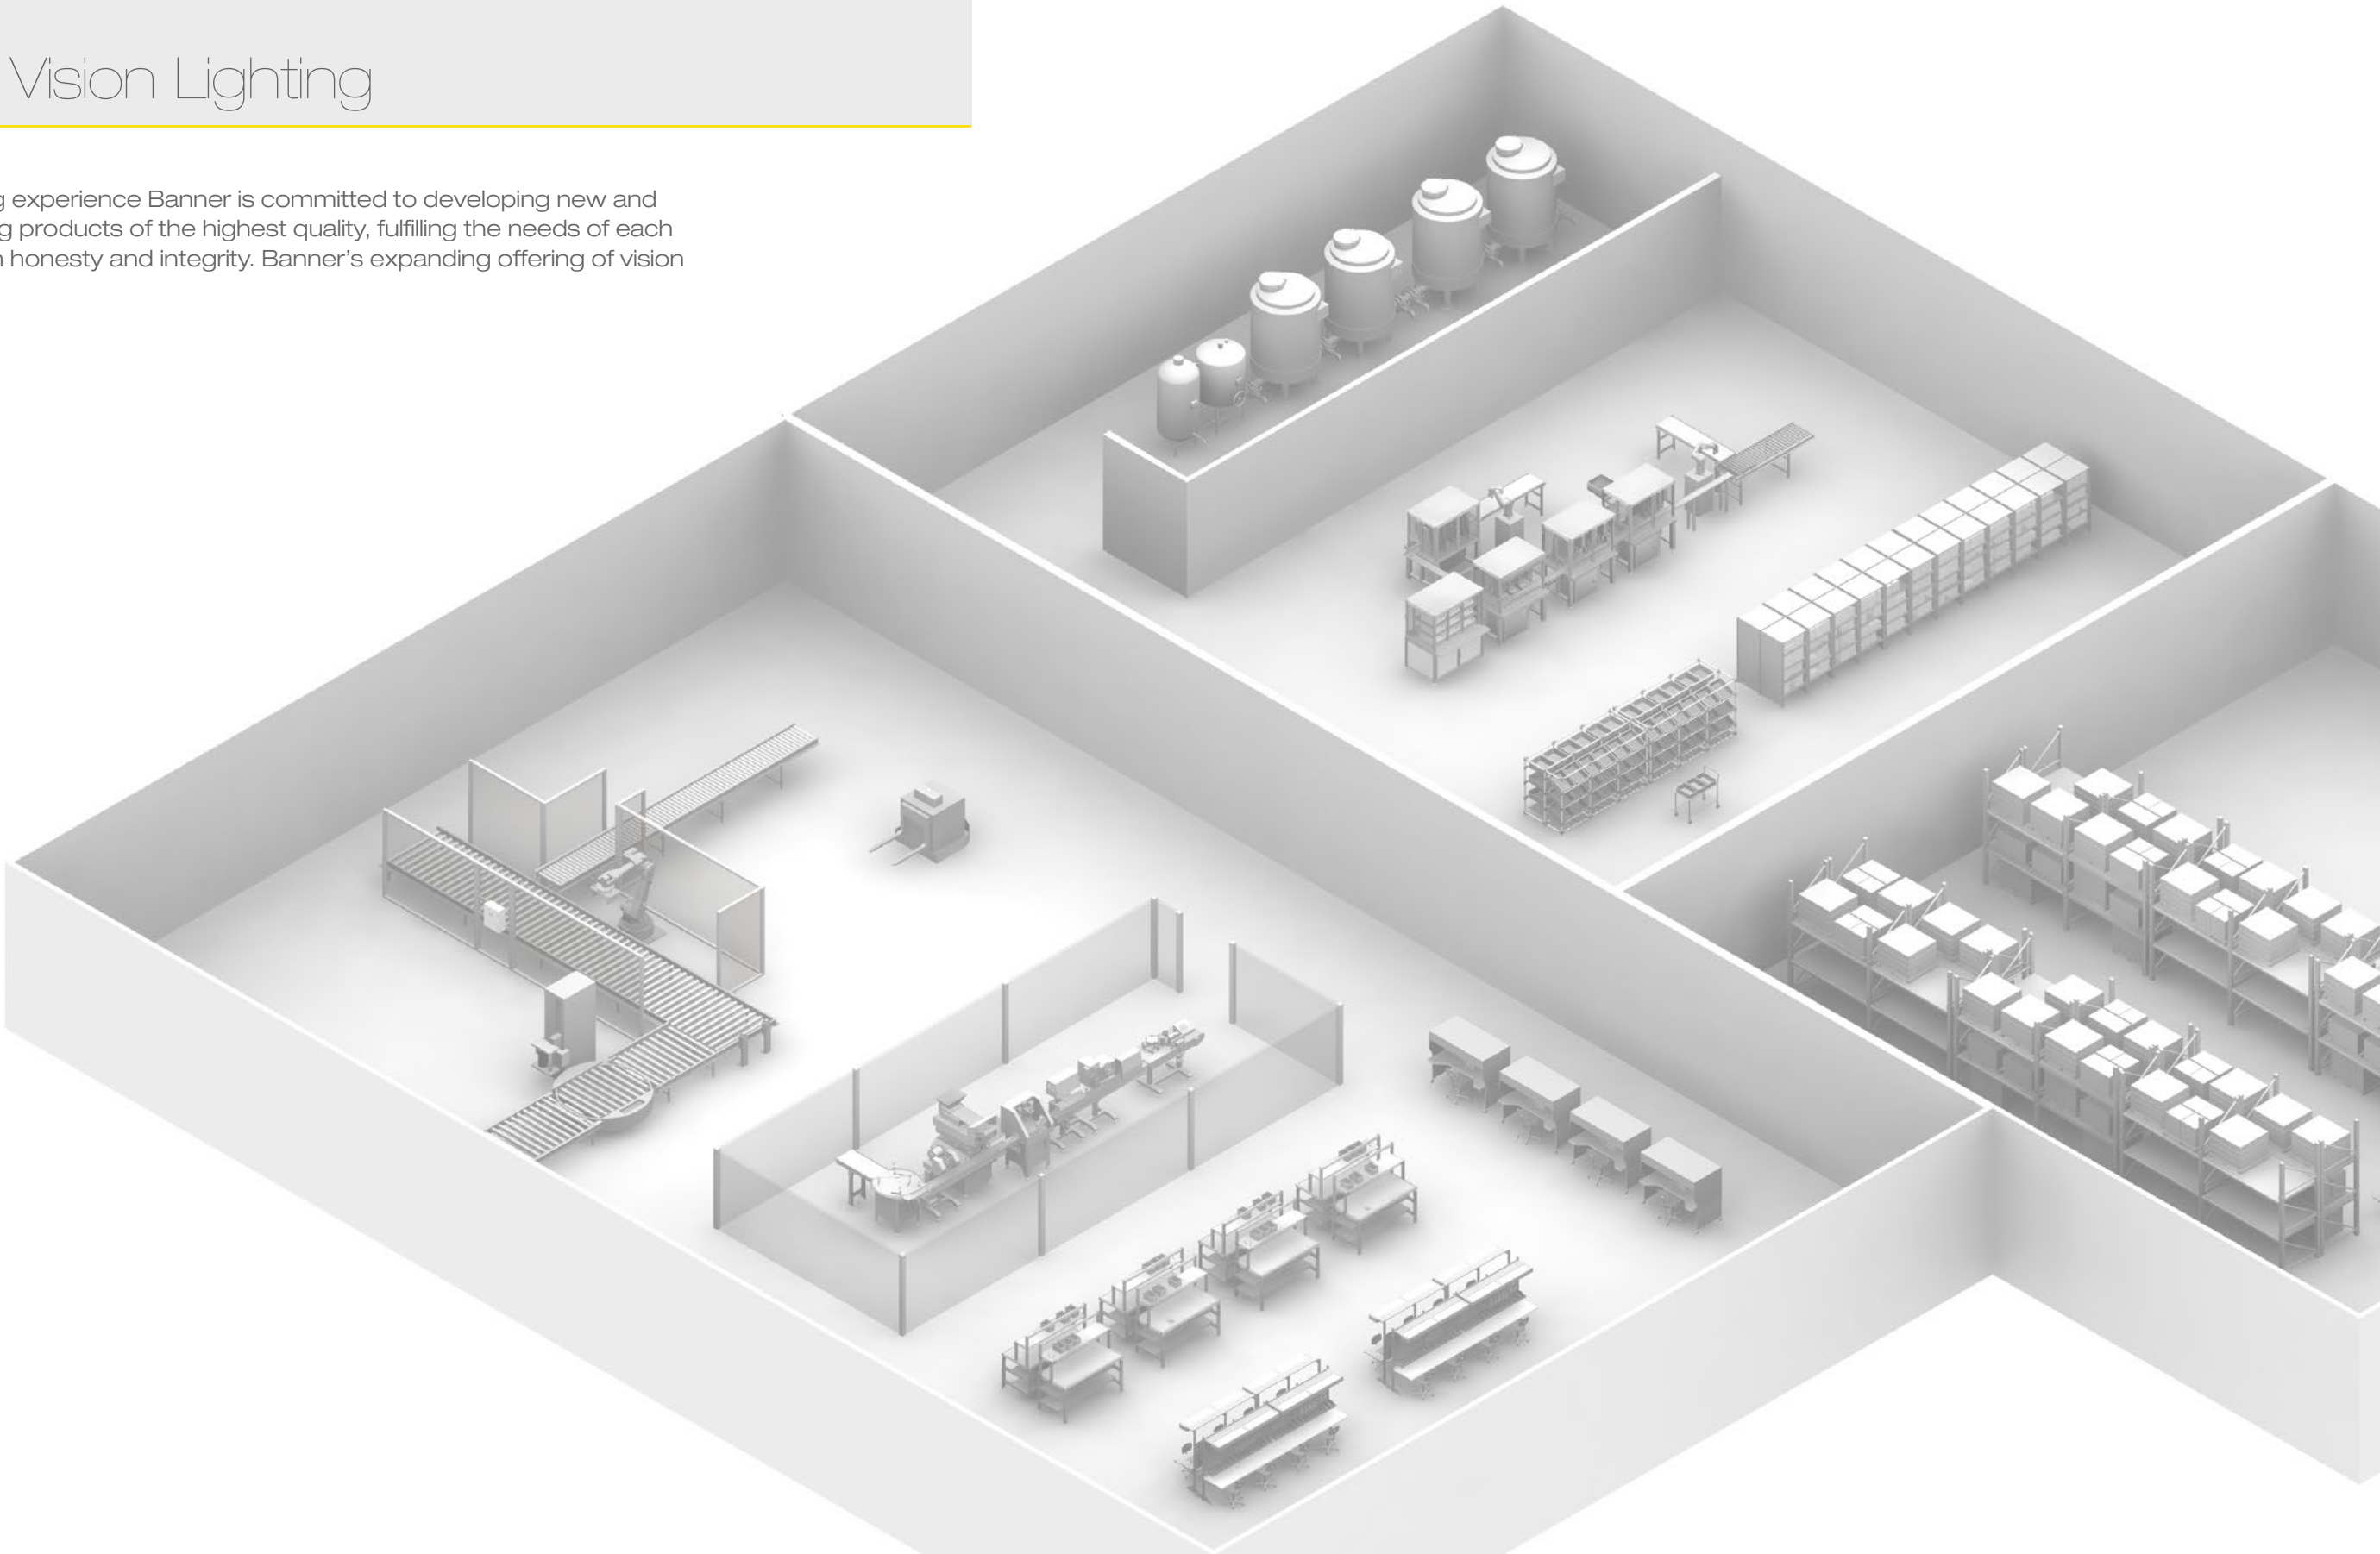 Vision Lighting
experience Banner is committed to developing new and
products of the highest quality, fulfilling the needs of each
honesty and integrity. Banner's expanding offering of vision